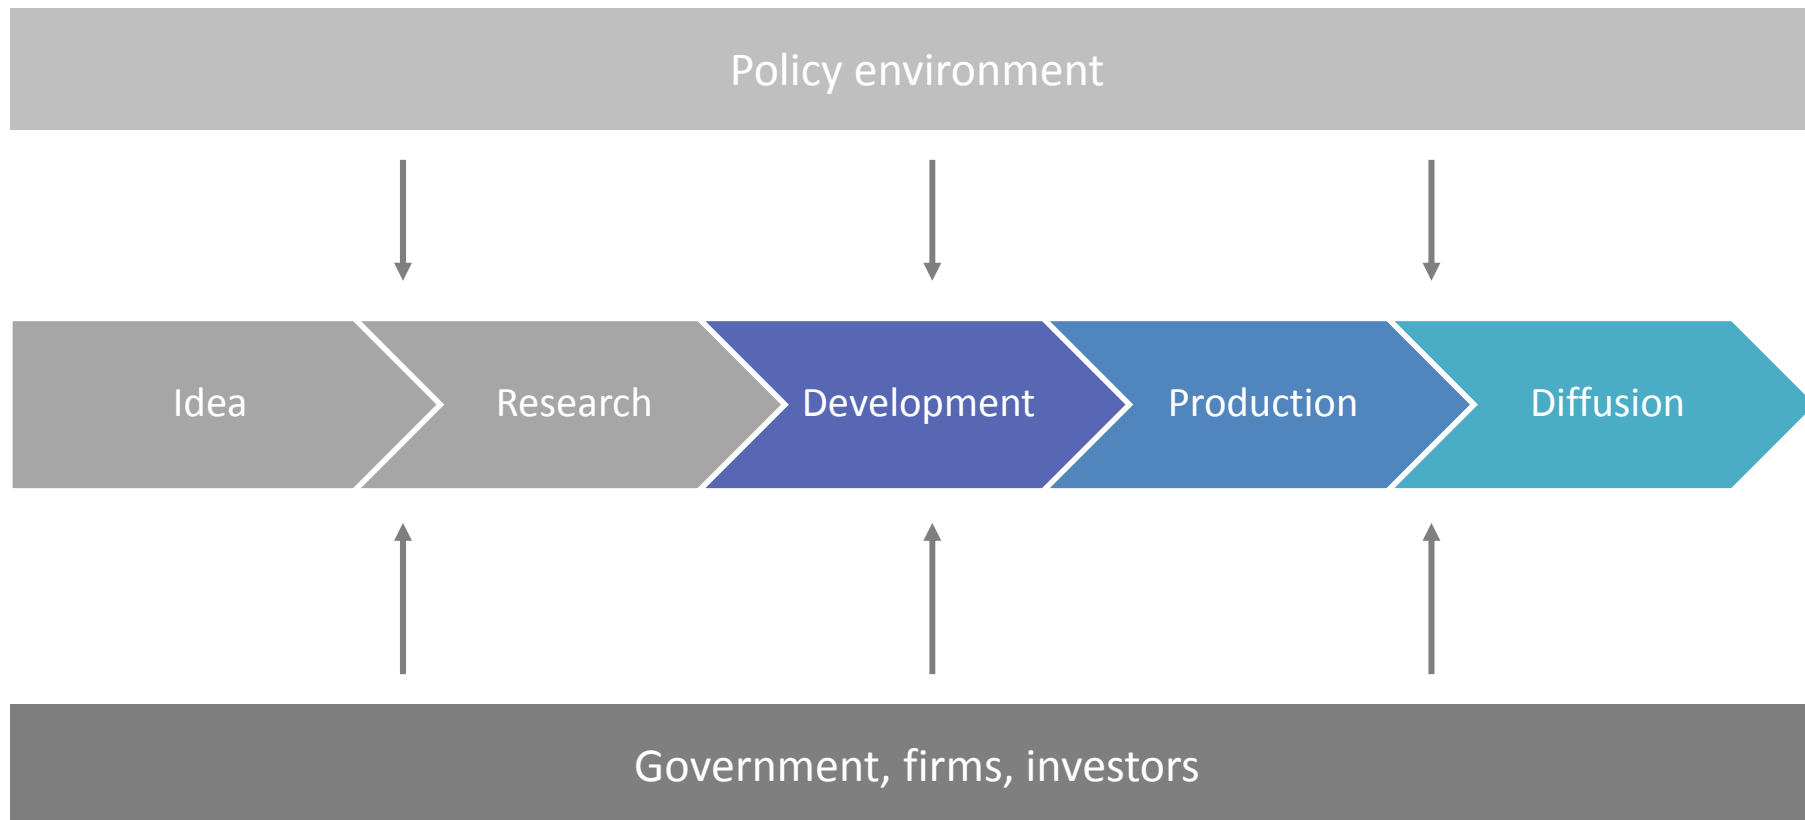 Policy environment
Idea
Research
Development
Production
Diffusion
Government, firms, investors